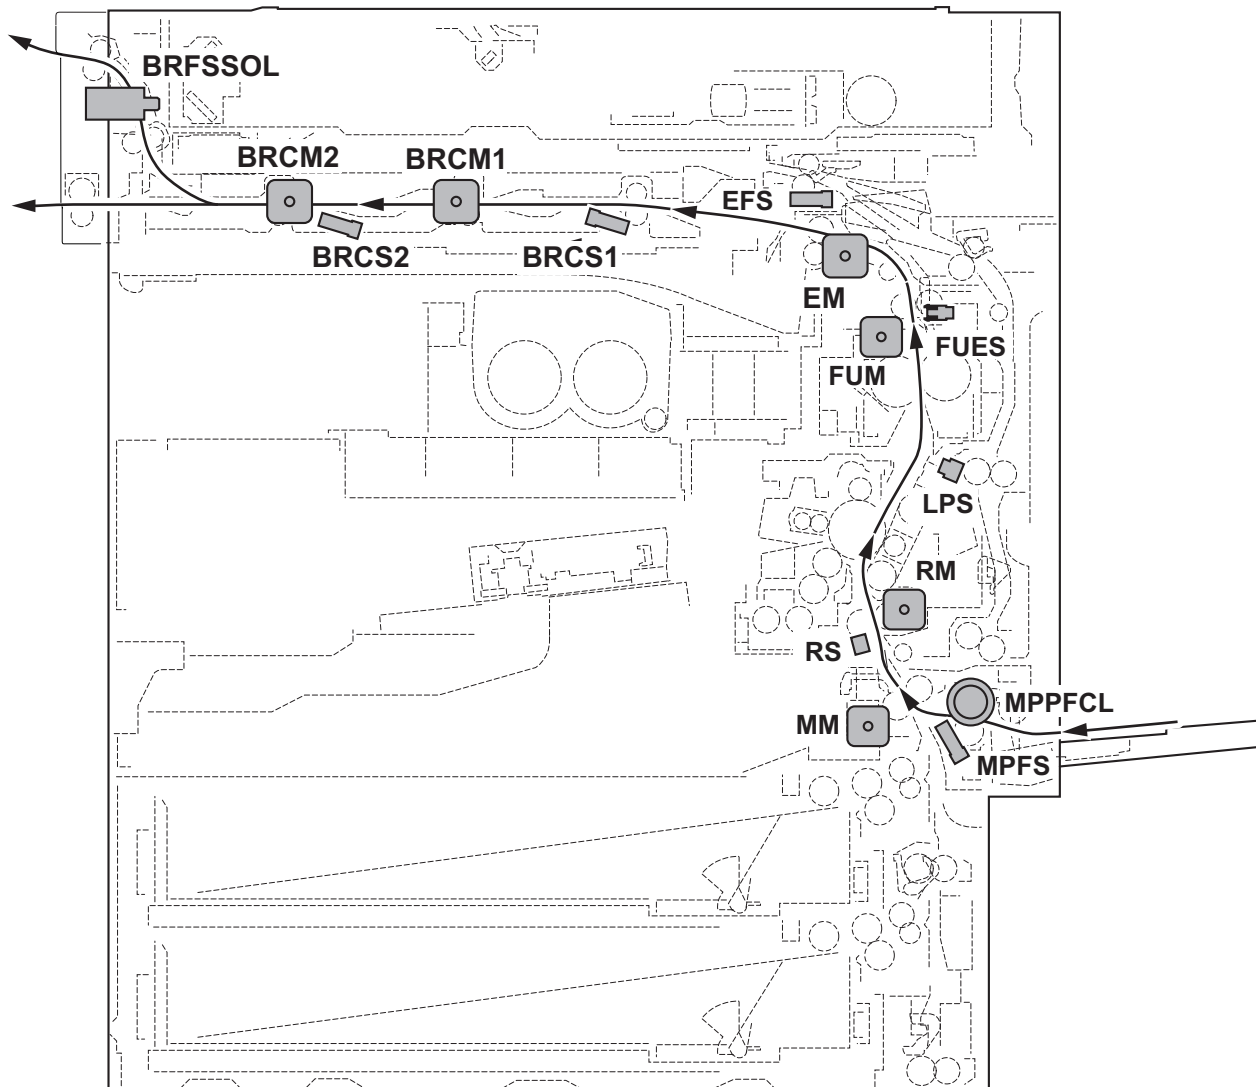 BRFSSOL
BRCM2
BRCM1
EFS
BRCS2
BRCS1
EM
FUES
FUM
LPS
RM
RS
MPPFCL
MM
MPFS